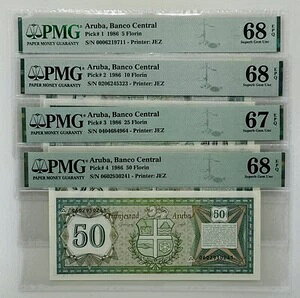 PMG
PAPER MONEY GUARANTY
Aruba, Banco Central
Pick# 1 1986 5 Florin
S/N 0006219711 - Printer: JEZ
68 EPQ
Superb Gem Unc
PMG
PAPER MONEY GUARANTY
Aruba, Banco Central
Pick# 2 1986 10 Florin
S/N 0206245323 - Printer: JEZ
68 EPQ
Superb Gem Unc
PMG
PAPER MONEY GUARANTY
Aruba, Banco Central
Pick# 3 1986 25 Florin
S/N 0404684964 - Printer: JEZ
67 EPQ
Superb Gem Unc
PMG
PAPER MONEY GUARANTY
Aruba, Banco Central
Pick# 4 1986 50 Florin
S/N 0602930241 - Printer: JEZ
68 EPQ
Superb Gem Unc
0602930241
Aruba
50
50
0602930241